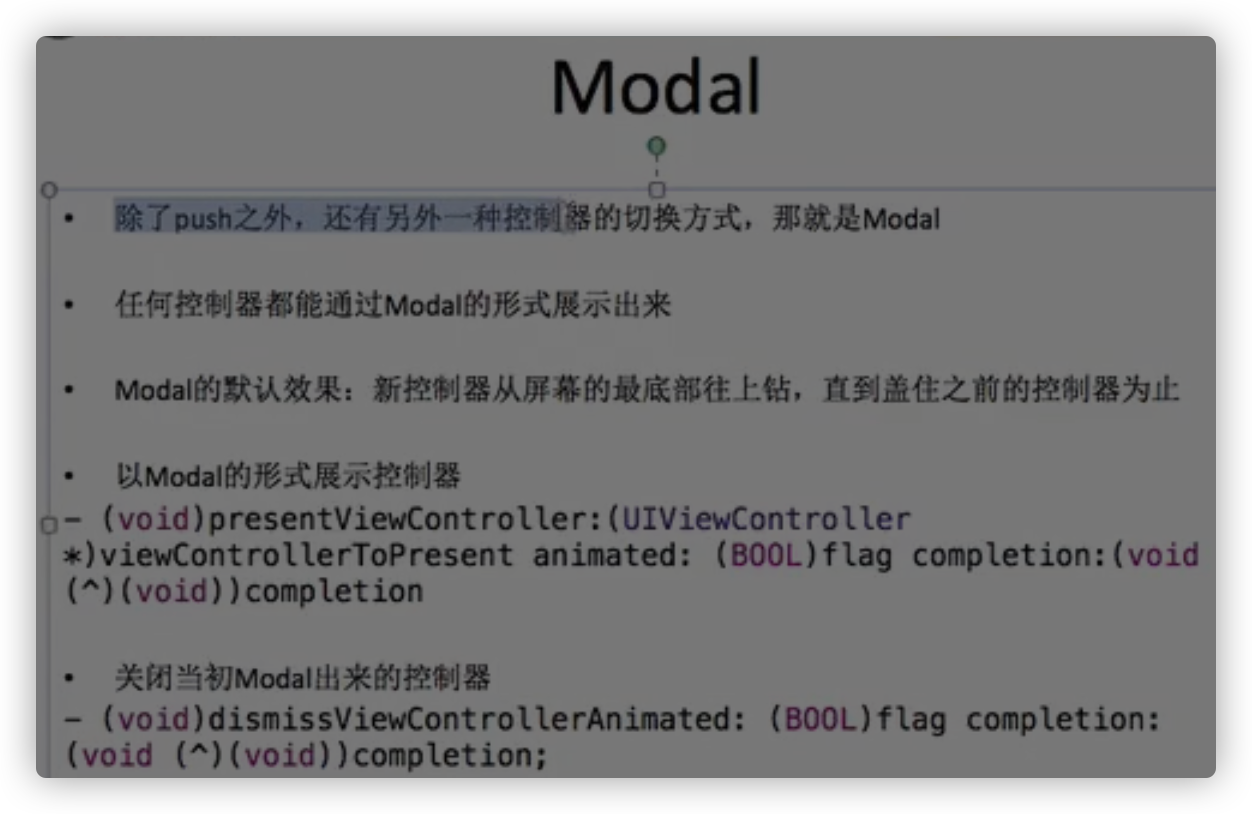 Modal
• 除了push之外，还有另外一种控制器的切换方式，那就是Modal
• 任何控制器都能通过Modal的形式展示出来
• Modal的默认效果：新控制器从屏幕的最底部往上钻，直到盖住之前的控制器为止
• 以Modal的形式展示控制器
– (void)presentViewController:(UIViewController
*)viewControllerToPresent animated: (BOOL)flag completion:(void
(^)(void))completion
• 关闭当初Modal出来的控制器
– (void)dismissViewControllerAnimated: (BOOL)flag completion:
(void (^)(void))completion;